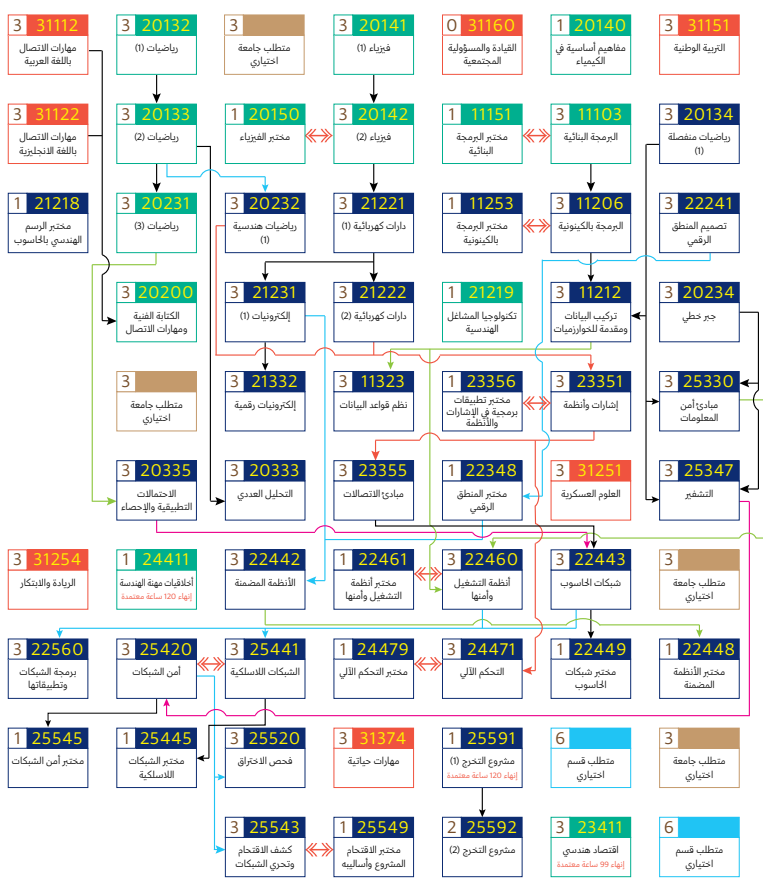 3 31112
مهارات الاتصال
باللغة العربية
3 20132
رياضيات (1)
3
متطلب جامعة
اختياري
3 20141
فيزياء (1)
0 31160
القيادة والمسؤولية
المجتمعية
1 20140
مفاهيم أساسية في
الكيمياء
3 31151
التربية الوطنية
3 31122
مهارات الاتصال
باللغة الانجليزية
3 20133
رياضيات (2)
1 20150
مختبر الفيزياء
3 20142
فيزياء (2)
1 11151
مختبر البرمجة
البنائية
3 11103
البرمجة البنائية
3 20134
رياضيات منفصلة
(1)
1 21218
مختبر الرسم
الهندسي بالحاسوب
3 20231
رياضيات (3)
3 20232
رياضيات هندسية
(1)
3 21221
دارات كهربائية (1)
1 11253
مختبر البرمجة
بالكينونية
3 11206
البرمجة بالكينونية
3 22241
تصميم المنطق
الرقمي
3 20200
الكتابة الفنية
ومهارات الاتصال
3 21231
إلكترونيات (1)
3 21222
دارات كهربائية (2)
1 21219
تكنولوجيا المشاغل
الهندسية
3 11212
تركيب البيانات
ومقدمة للخوارزميات
3 20234
جبر خطي
3
متطلب جامعة
اختياري
3 21332
إلكترونيات رقمية
3 11323
نظم قواعد البيانات
1 23356
مختبر تطبيقات
برمجية في الإشارات
والأنظمة
3 23351
إشارات وأنظمة
3 25330
مبادئ أمن
المعلومات
3 20335
الاحتمالات
التطبيقية والإحصاء
3 20333
التحليل العددي
3 23355
مبادئ الاتصالات
1 22348
مختبر المنطق
الرقمي
3 31251
العلوم العسكرية
3 25347
التشفير
3 31254
الريادة والابتكار
1 24411
أخلاقيات مهنة الهندسة
إنهاء 120 ساعة معتمدة
3 22442
الأنظمة المضمنة
1 22461
مختبر أنظمة
التشغيل وأمنها
3 22460
أنظمة التشغيل
وأمنها
3 22443
شبكات الحاسوب
3
متطلب جامعة
اختياري
3 22560
برمجة الشبكات
وتطبيقاتها
3 25420
أمن الشبكات
3 25441
الشبكات اللاسلكية
1 24479
مختبر التحكم الآلي
3 24471
التحكم الآلي
1 22449
مختبر شبكات
الحاسوب
1 22448
مختبر الأنظمة
المضمنة
1 25545
مختبر أمن الشبكات
1 25445
مختبر الشبكات
اللاسلكية
3 25520
فحص الاختراق
3 31374
مهارات حياتية
1 25591
مشروع التخرج (1)
إنهاء 120 ساعة معتمدة
6
متطلب قسم
اختياري
3
متطلب جامعة
اختياري
3 25543
كشف الاقتحام
وتحري الشبكات
1 25549
مختبر الاقتحام
المشروع وأساليبه
2 25592
مشروع التخرج (2)
3 23411
اقتصاد هندسي
إنهاء 99 ساعة معتمدة
6
متطلب قسم
اختياري